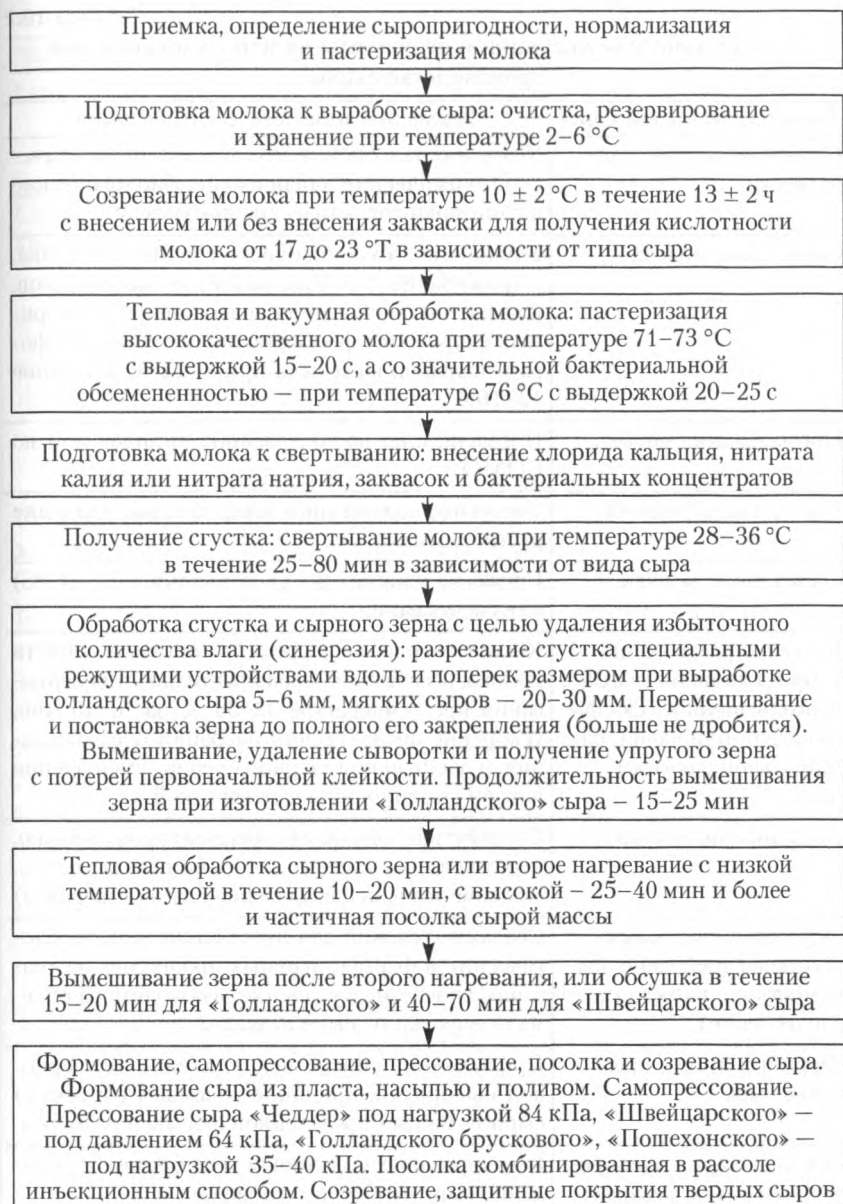 Приемка, определение сыропригодности, нормализация
и пастеризация молока
Подготовка молока к выработке сыра: очистка, резервирование
и хранение при температуре 2–6 °С
Созревание молока при температуре 10 ± 2 °С в течение 13 ± 2 ч
с внесением или без внесения закваски для получения кислотности
молока от 17 до 23 °Т в зависимости от типа сыра
Тепловая и вакуумная обработка молока: пастеризация
высококачественного молока при температуре 71–73 °С
с выдержкой 15–20 с, а со значительной бактериальной
обсемененностью — при температуре 76 °С с выдержкой 20–25 с
Подготовка молока к свертыванию: внесение хлорида кальция, нитрата
калия или нитрата натрия, заквасок и бактериальных концентратов
Получение сгустка: свертывание молока при температуре 28–36 °С
в течение 25–80 мин в зависимости от вида сыра
Обработка сгустка и сырного зерна с целью удаления избыточного
количества влаги (синерезия): разрезание сгустка специальными
режущими устройствами вдоль и поперек размером при выработке
голландского сыра 5–6 мм, мягких сыров – 20–30 мм. Перемешивание
и постановка зерна до полного его закрепления (больше не дробится).
Вымешивание, удаление сыворотки и получение упругого зерна
с потерей первоначальной клейкости. Продолжительность вымешивания
зерна при изготовлении «Голландского» сыра – 15–25 мин
Тепловая обработка сырного зерна или второе нагревание с низкой
температурой в течение 10–20 мин, с высокой – 25–40 мин и более
и частичная посолка сырой массы
Вымешивание зерна после второго нагревания, или обсушка в течение
15–20 мин для «Голландского» и 40–70 мин для «Швейцарского» сыра
Формование, самопрессование, прессование, посолка и созревание сыра.
Формование сыра из пласта, насыпью и поливом. Самопрессование.
Прессование сыра «Чеддер» под нагрузкой 84 кПа, «Швейцарского» —
под давлением 64 кПа, «Голландского брускового», «Пошехонского» —
под нагрузкой 35–40 кПа. Посолка комбинированная в рассоле
инъекционным способом. Созревание, защитные покрытия твердых сыров